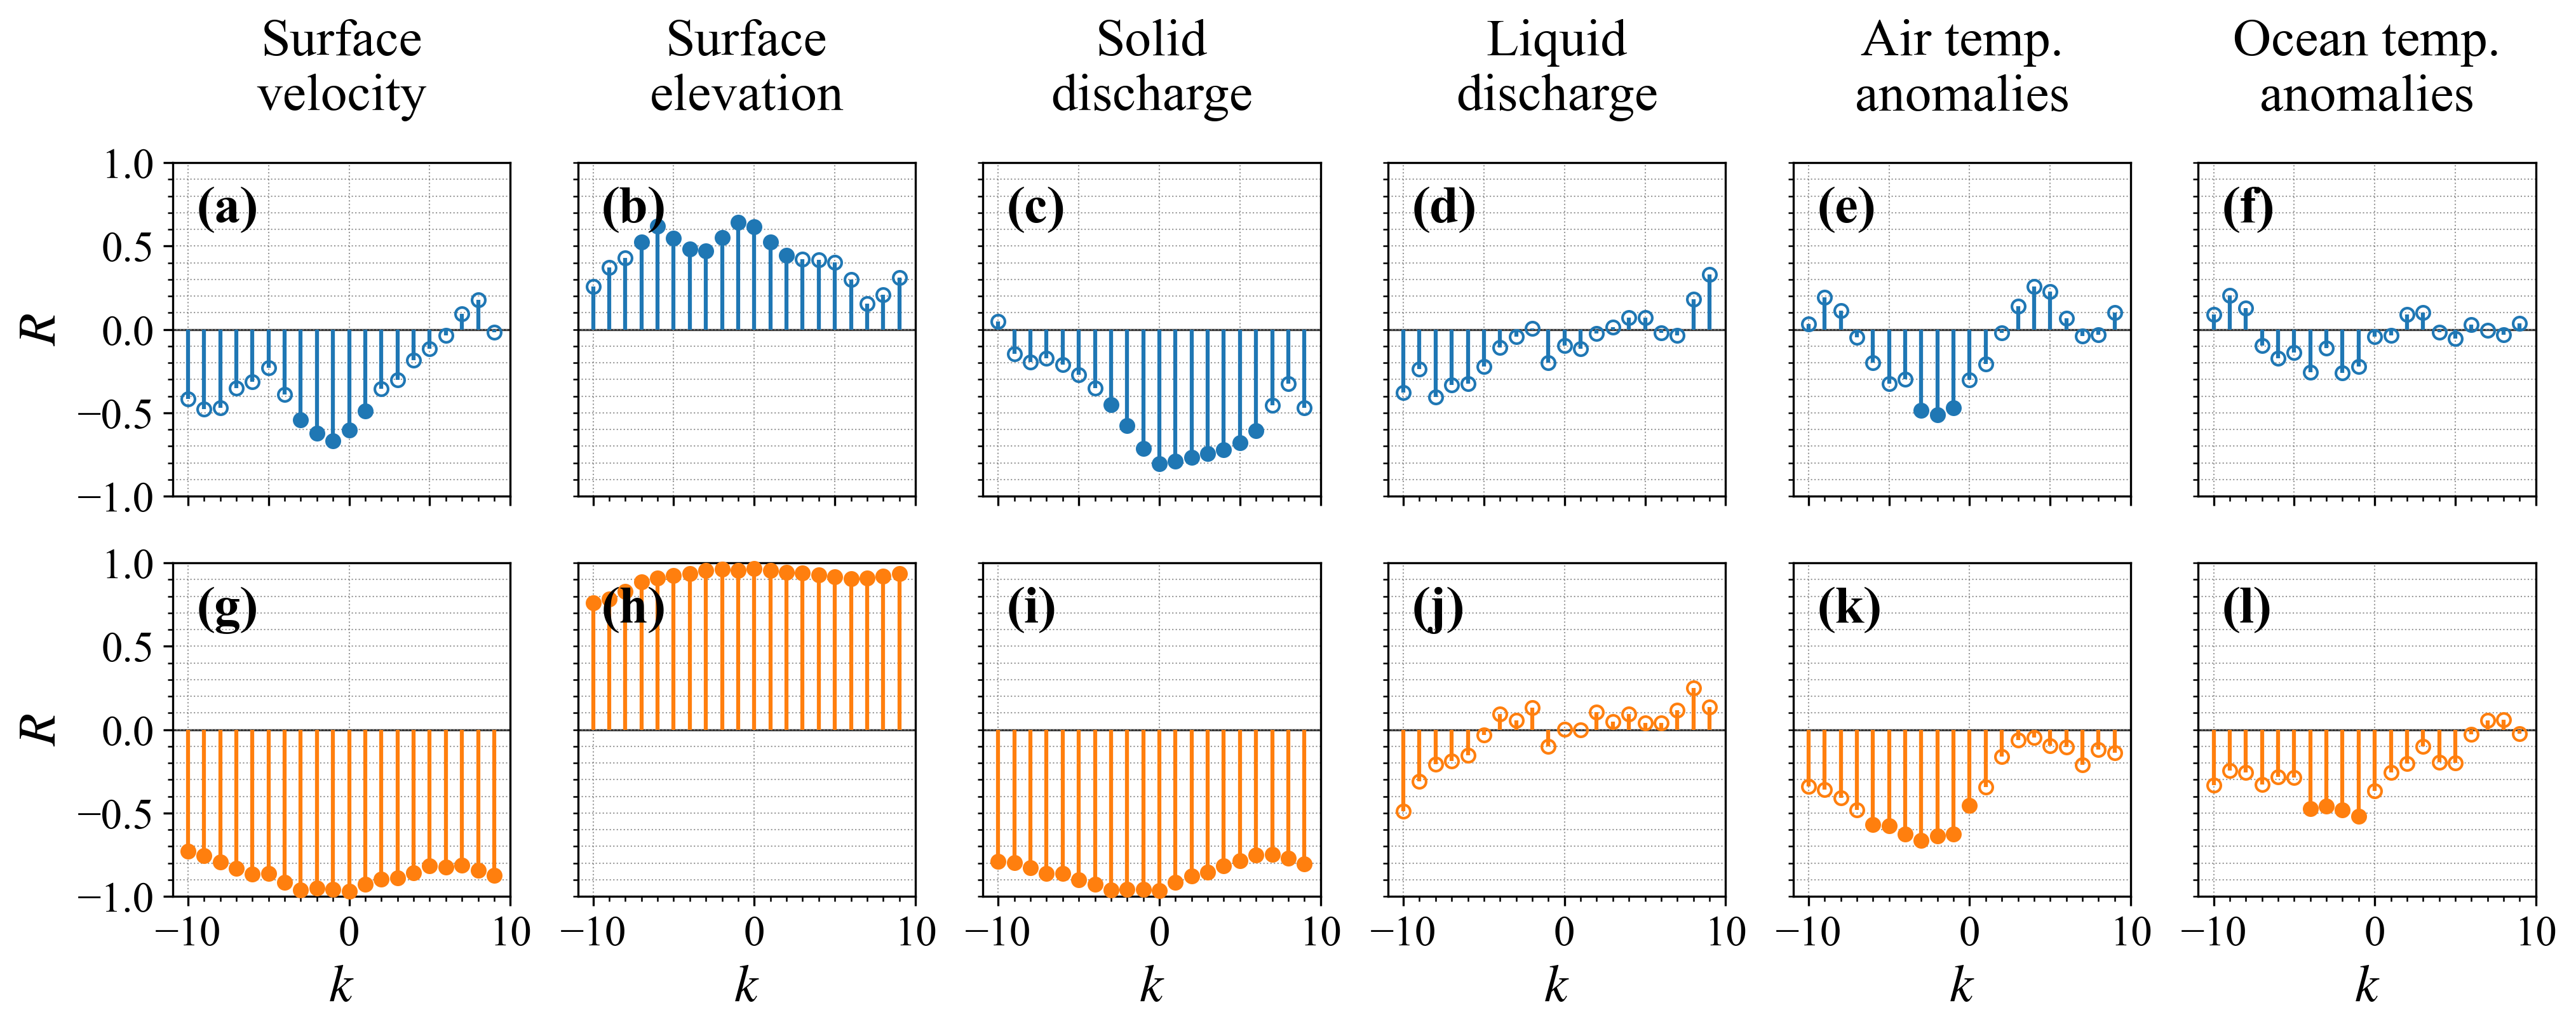 Surface velocity
Surface elevation
Solid discharge
Liquid discharge
Air temp. anomalies
Ocean temp. anomalies
R
1.0
0.5
0.0
−0.5
−1.0
(a)
(b)
(c)
(d)
(e)
(f)
R
1.0
0.5
0.0
−0.5
−1.0
(g)
(h)
(i)
(j)
(k)
(l)
−10 0 10
−10 0 10
−10 0 10
−10 0 10
−10 0 10
−10 0 10
k
k
k
k
k
k